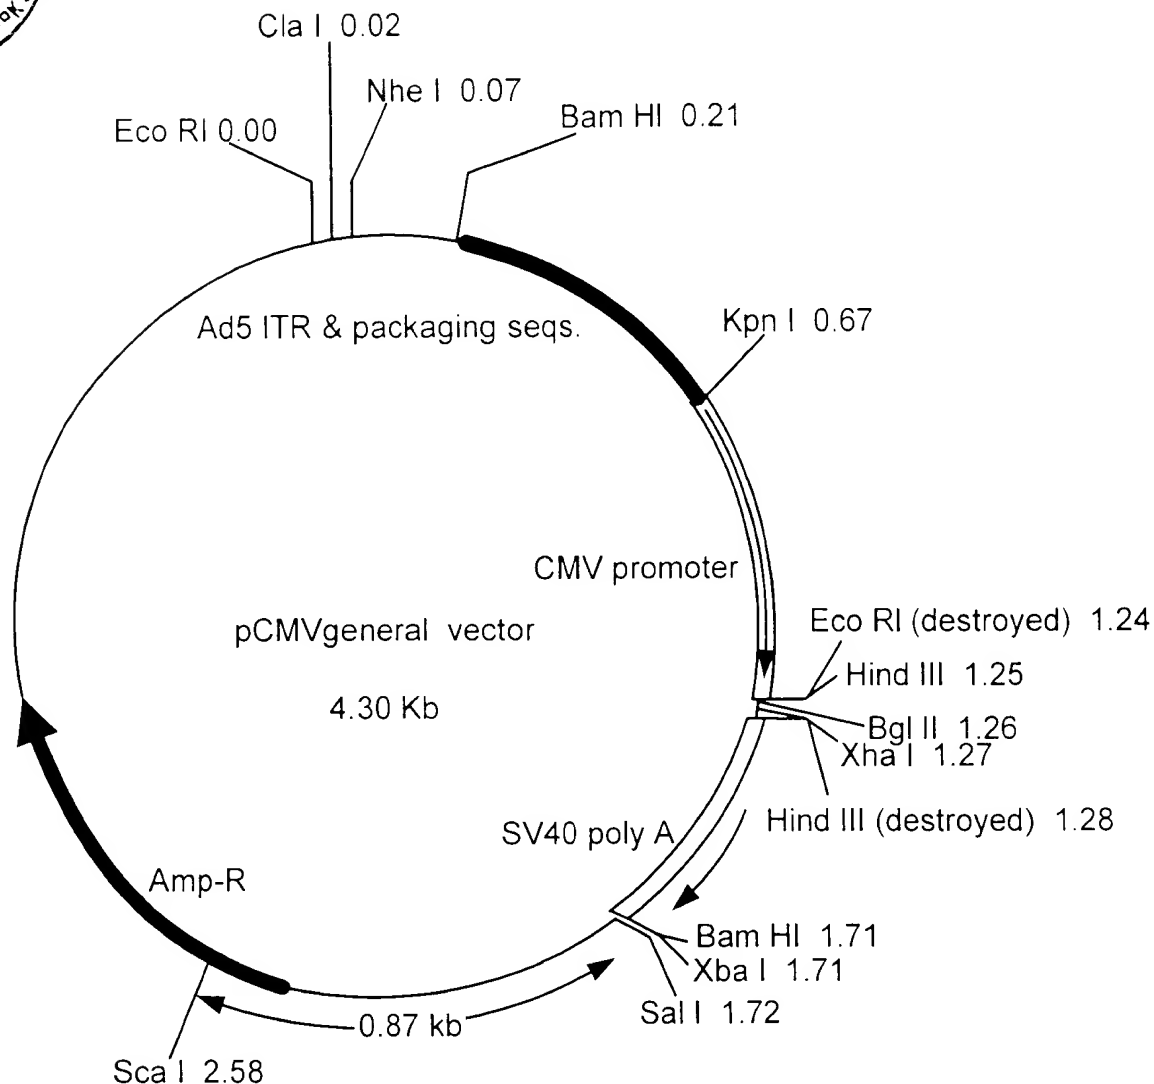 Cla I 0.02
Nhe I 0.07
Eco RI 0.00
Bam HI 0.21
Ad5 ITR & packaging seqs.
Kpn I 0.67
CMV promoter
pCMVgeneral vector
4.30 Kb
Eco RI (destroyed) 1.24
Hind III 1.25
Bgl II 1.26
Xha I 1.27
Hind III (destroyed) 1.28
SV40 poly A
Amp-R
Bam HI 1.71
Xba I 1.71
Sal I 1.72
0.87 kb
Sca I 2.58